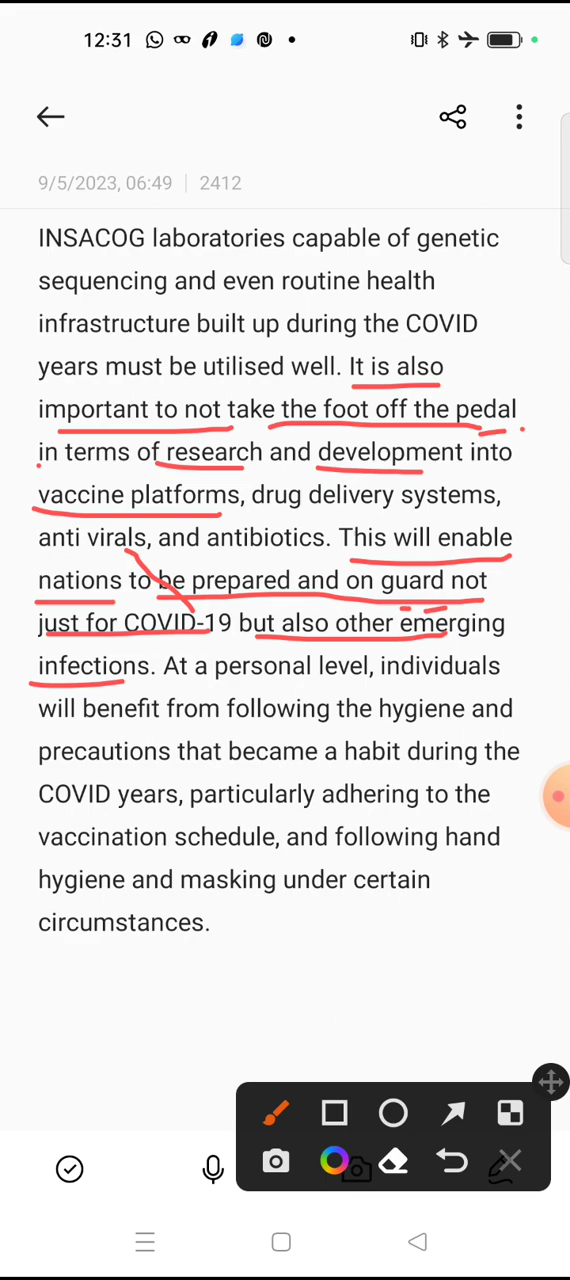 12:31
9/5/2023, 06:49 | 2412
INSACOG laboratories capable of genetic
sequencing and even routine health
infrastructure built up during the COVID
years must be utilised well. It is also
important to not take the foot off the pedal
in terms of research and development into
vaccine platforms, drug delivery systems,
anti virals, and antibiotics. This will enable
nations to be prepared and on guard not
just for COVID-19 but also other emerging
infections. At a personal level, individuals
will benefit from following the hygiene and
precautions that became a habit during the
COVID years, particularly adhering to the
vaccination schedule, and following hand
hygiene and masking under certain
circumstances.